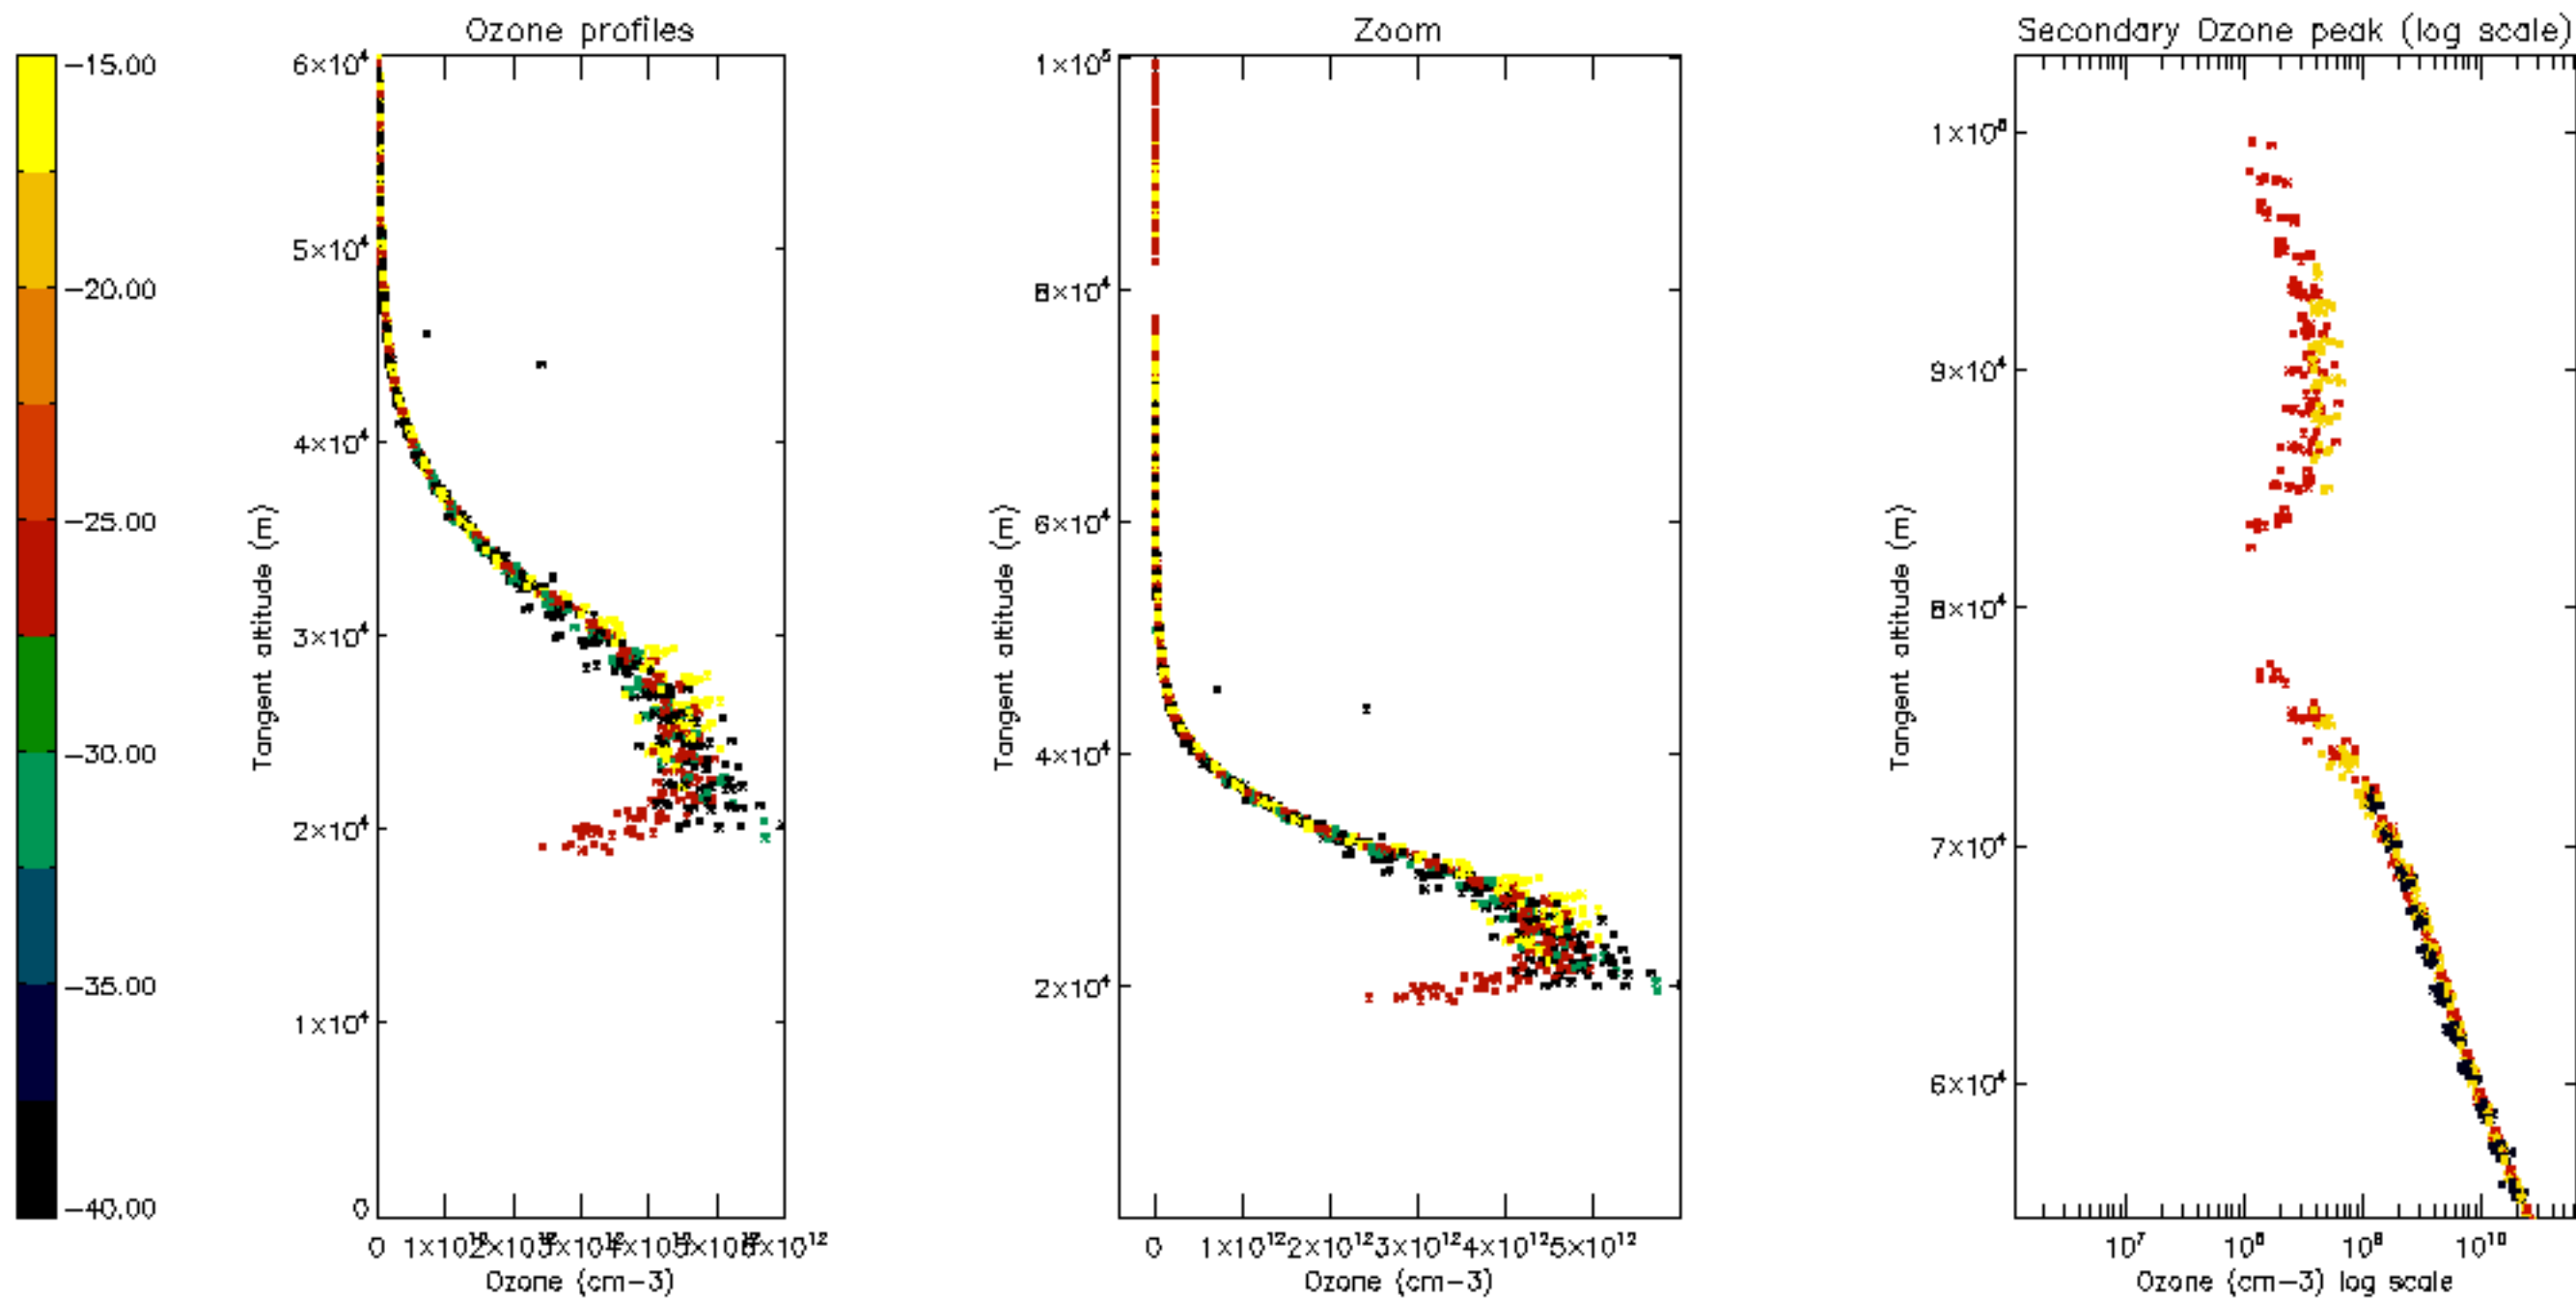 Ozone profiles
Zoom
Secondary Ozone peak (log scale)
-15.00
-20.00
-25.00
-30.00
-35.00
-40.00
6×10⁴
5×10⁴
4×10⁴
3×10⁴
2×10⁴
1×10⁴
0
Tangent altitude (m)
0
Ozone (cm-3)
1×10⁵
8×10⁴
6×10⁴
4×10⁴
2×10⁴
Tangent altitude (m)
0 1×10¹² 2×10¹² 3×10¹² 4×10¹² 5×10¹²
Ozone (cm-3)
9×10⁴
8×10⁴
7×10⁴
6×10⁴
Tangent altitude (m)
10⁷ 10⁸ 10⁹ 10¹⁰
Ozone (cm-3) log scale